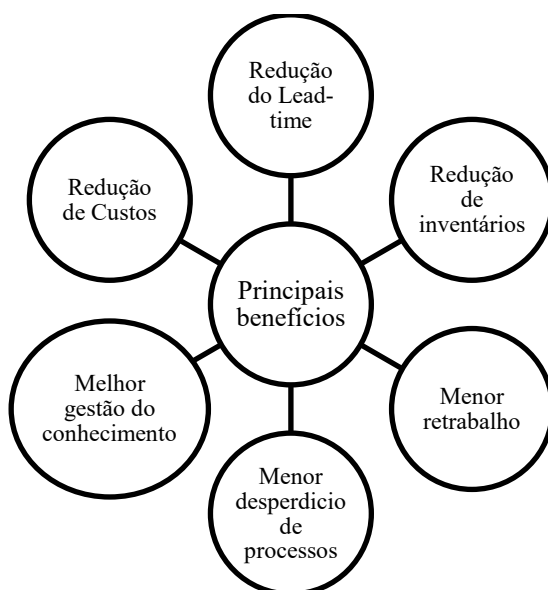 Redução
do Lead-
time
Redução
de Custos
Redução
de
inventários
Principais
benefícios
Melhor
gestão do
conhecimento
Menor
retrabalho
Menor
desperdicio
de
processos